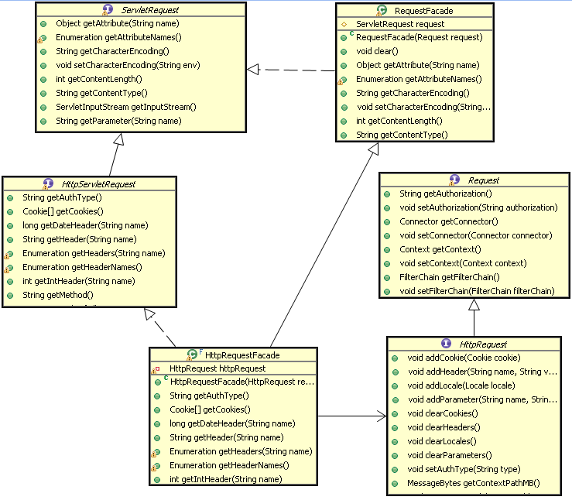 ServletRequest
Object getAttribute(String name)
Enumeration getAttributeNames()
String getCharacterEncoding()
void setCharacterEncoding(String env)
int getContentLength()
String getContentType()
ServletInputStream getInputStream()
String getParameter(String name)
RequestFacade
ServletRequest request
RequestFacade(Request request)
void clear()
Object getAttribute(String name)
Enumeration getAttributeNames()
String getCharacterEncoding()
void setCharacterEncoding(String...
int getContentLength()
String getContentType()
HttpServletRequest
String getAuthType()
Cookie[] getCookies()
long getDateHeader(String name)
String getHeader(String name)
Enumeration getHeaders(String name)
Enumeration getHeaderNames()
int getIntHeader(String name)
String getMethod()
Request
String getAuthorization()
void setAuthorization(String authorization)
Connector getConnector()
void setConnector(Connector connector)
Context getContext()
void setContext(Context context)
FilterChain getFilterChain()
void setFilterChain(FilterChain filterChain)
HttpRequestFacade
HttpRequest httpRequest
HttpRequestFacade(HttpRequest re...
String getAuthType()
Cookie[] getCookies()
long getDateHeader(String name)
String getHeader(String name)
Enumeration getHeaders(String name)
Enumeration getHeaderNames()
int getIntHeader(String name)
HttpRequest
void addCookie(Cookie cookie)
void addHeader(String name, String v...
void addLocale(Locale locale)
void addParameter(String name, Strin...
void clearCookies()
void clearHeaders()
void clearLocales()
void clearParameters()
void setAuthType(String type)
MessageBytes getContextPathMB()